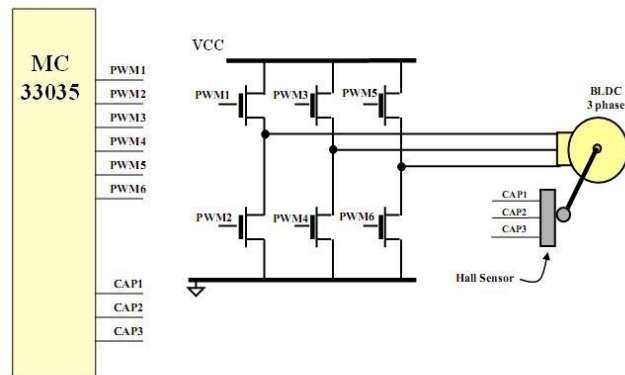 MC
33035
PWM1
PWM2
PWM3
PWM4
PWM5
PWM6
CAP1
CAP2
CAP3
VCC
PWM1
PWM3
PWM5
PWM2
PWM4
PWM6
BLDC
3 phase
CAP1
CAP2
CAP3
Hall Sensor